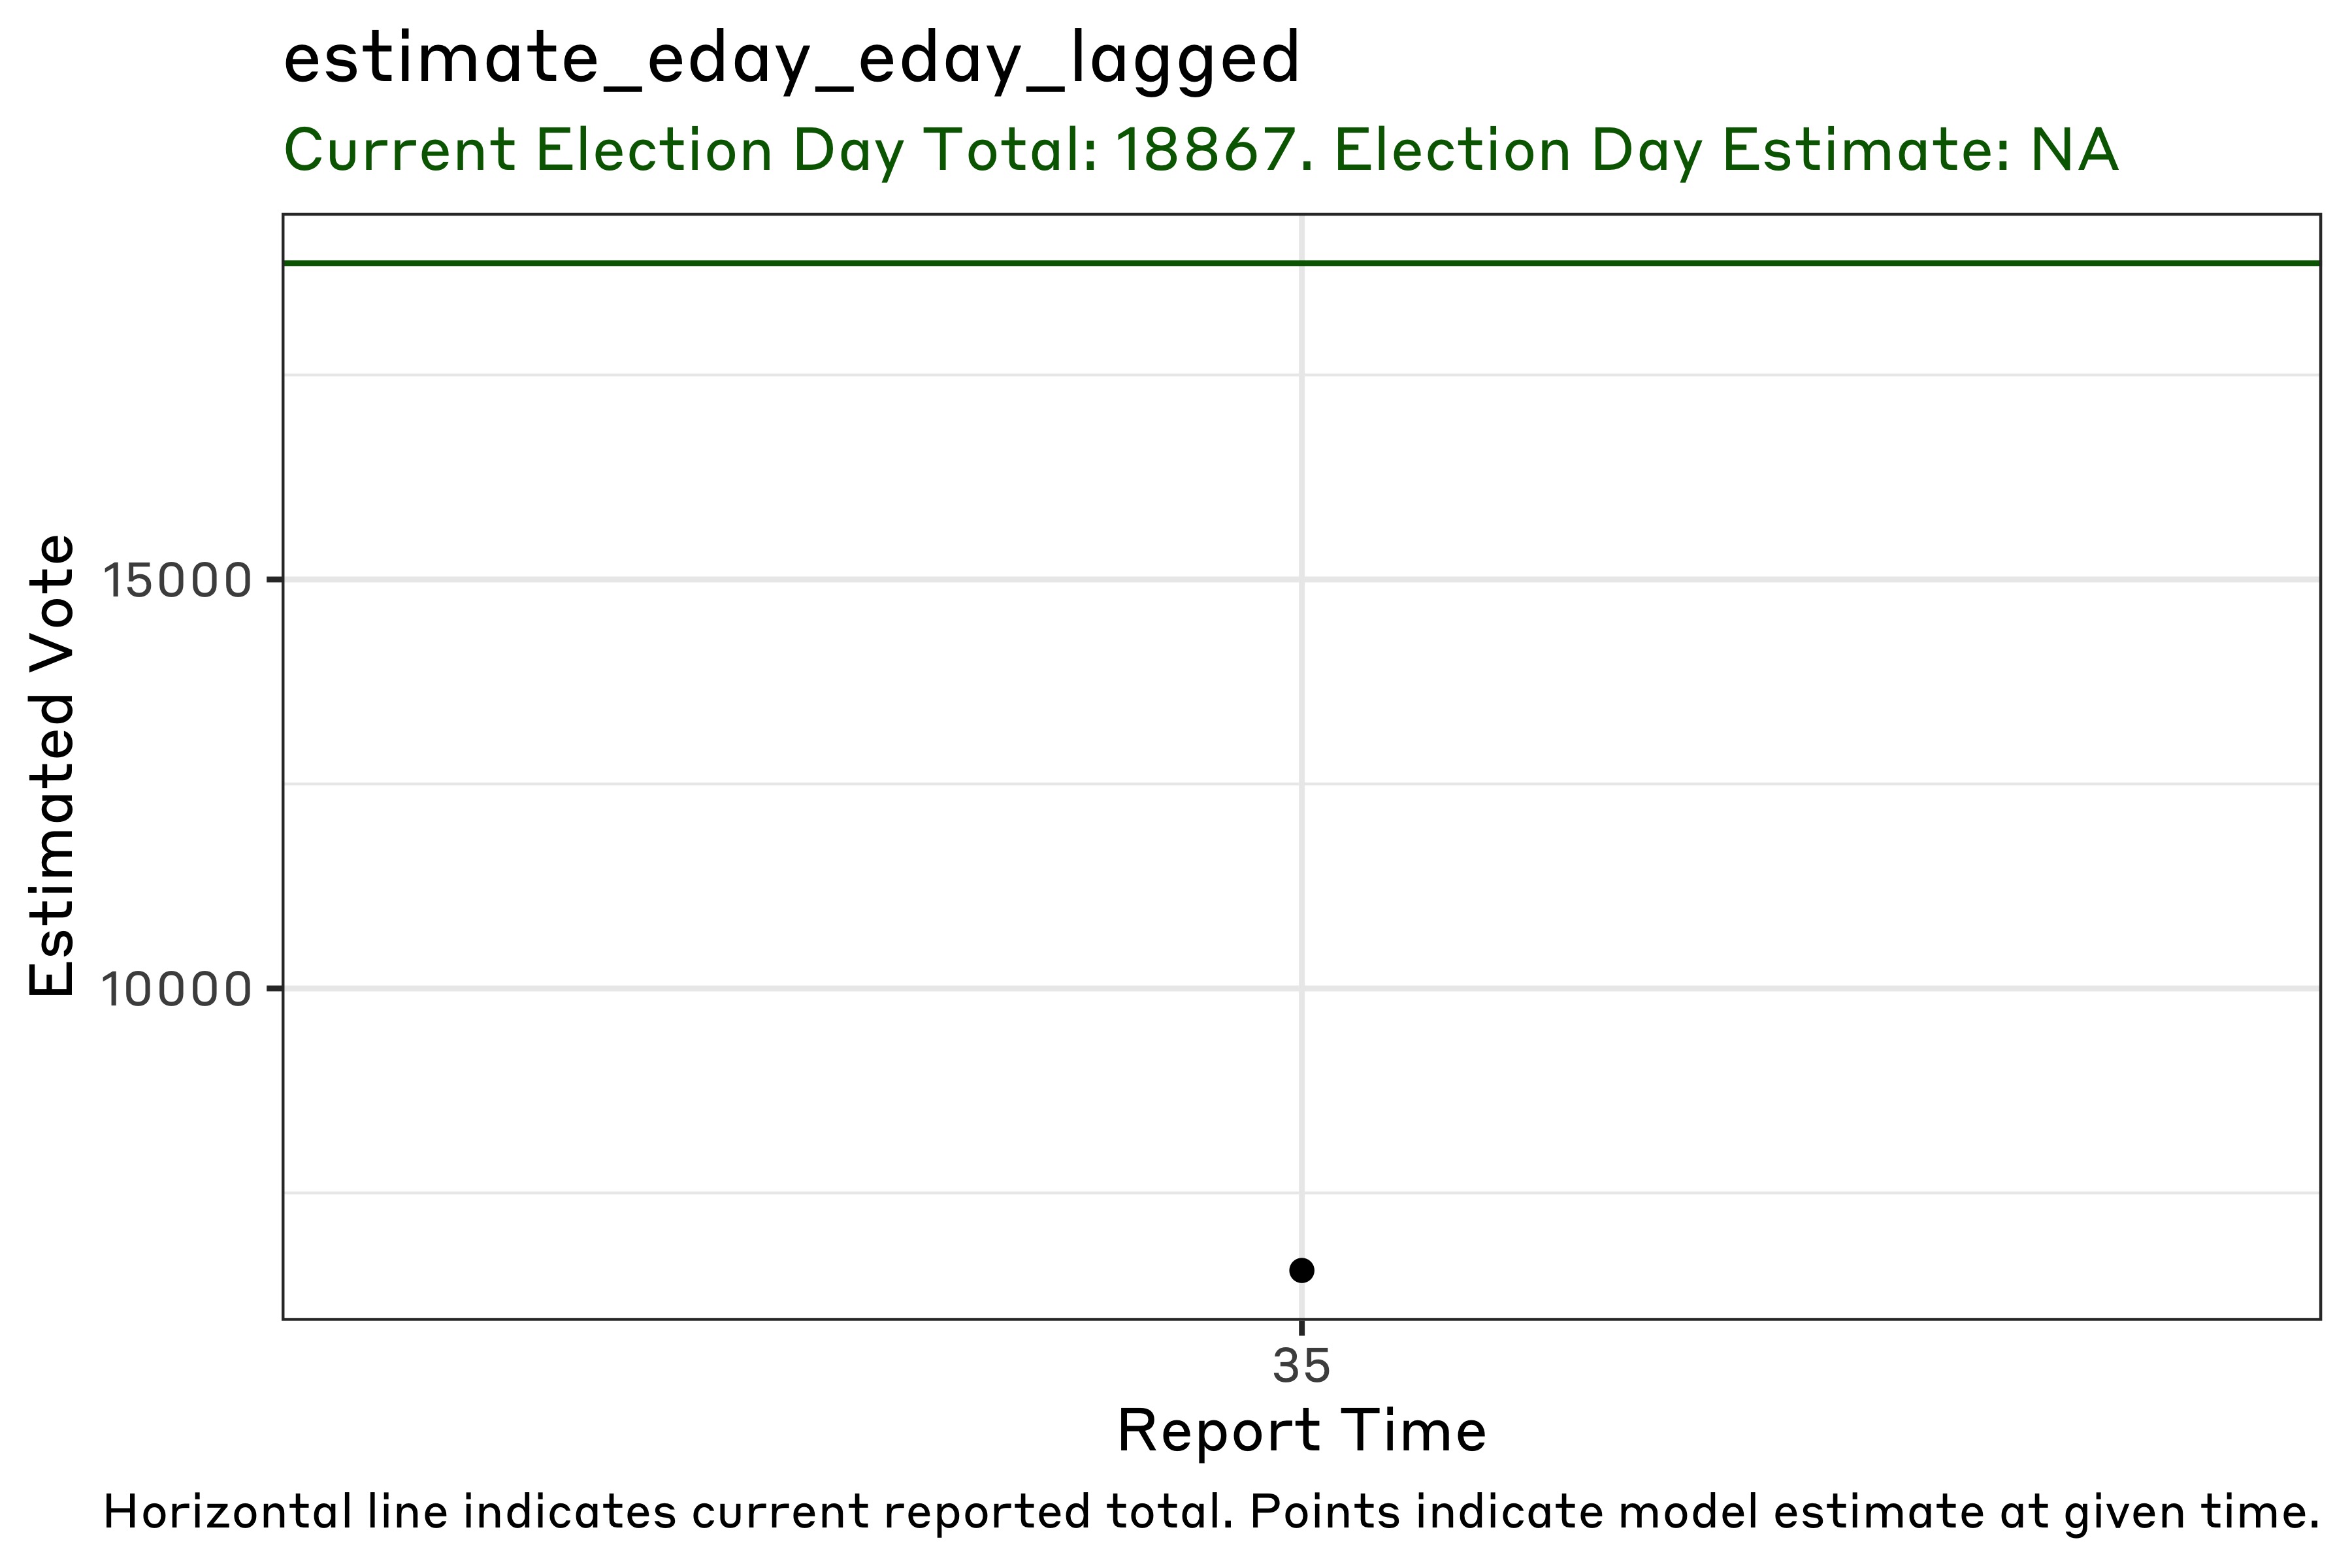 estimate_eday_eday_lagged
Current Election Day Total: 18867. Election Day Estimate: NA
Estimated Vote
15000
10000
35
Report Time
Horizontal line indicates current reported total. Points indicate model estimate at given time.